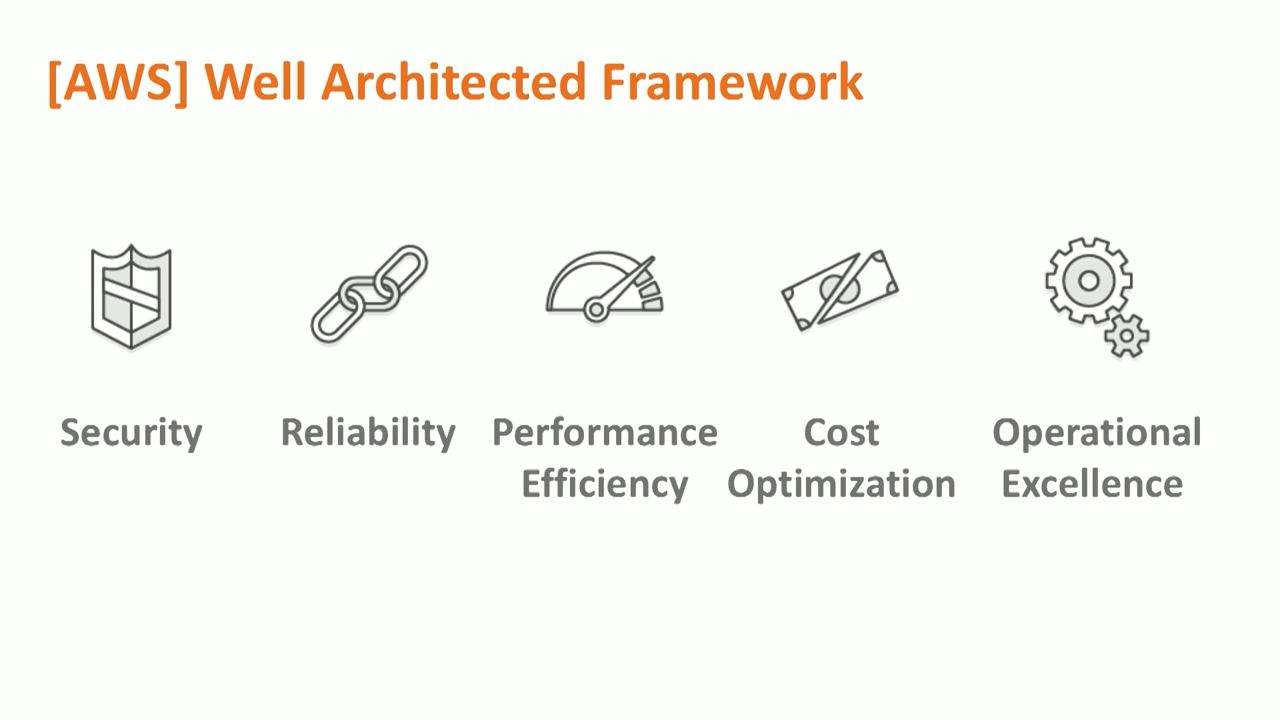 [AWS] Well Architected Framework
Security
Reliability
Performance
Efficiency
Cost
Optimization
Operational
Excellence